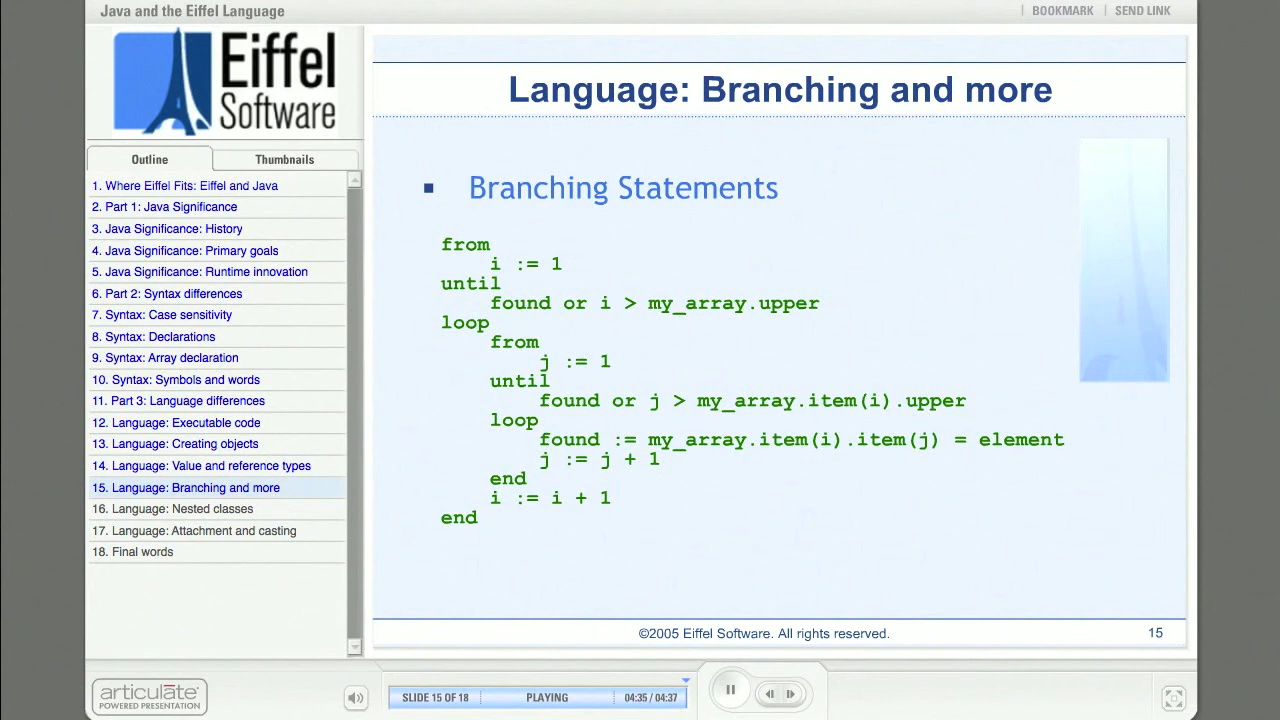 Java and the Eiffel Language
BOOKMARK
SEND LINK
Eiffel
Software
Outline
Thumbnails
1. Where Eiffel Fits: Eiffel and Java
2. Part 1: Java Significance
3. Java Significance: History
4. Java Significance: Primary goals
5. Java Significance: Runtime innovation
6. Part 2: Syntax differences
7. Syntax: Case sensitivity
8. Syntax: Declarations
9. Syntax: Array declaration
10. Syntax: Symbols and words
11. Part 3: Language differences
12. Language: Executable code
13. Language: Creating objects
14. Language: Value and reference types
15. Language: Branching and more
16. Language: Nested classes
17. Language: Attachment and casting
18. Final words
Language: Branching and more
Branching Statements
from
i := 1
until
found or i > my_array.upper
loop
from
j := 1
until
found or j > my_array.item(i).upper
loop
found := my_array.item(i).item(j) = element
j := j + 1
end
i := i + 1
end
©2005 Eiffel Software. All rights reserved.
15
articulate
POWERED PRESENTATION
SLIDE 15 OF 18
PLAYING
04:35 / 04:37